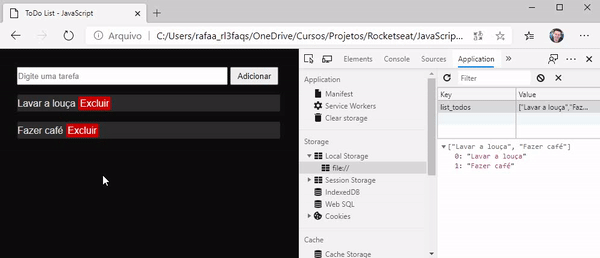 ToDo List - JavaScript
Arquivo
C:/Users/rafaa_rl3faqs/OneDrive/Cursos/Projetos/Rocketseat/JavaScrip...
Digite uma tarefa
Adicionar
Lavar a louça Excluir
Fazer café Excluir
Elements Console Sources
Application
Manifest
Service Workers
Clear storage
Storage
Local Storage
file://
Session Storage
IndexedDB
Web SQL
Cookies
Cache
Cache Storage
Filter
Key Value
list_todos ["Lavar a louça","Faz...
["Lavar a louça", "Fazer café"]
0: "Lavar a louça"
1: "Fazer café"